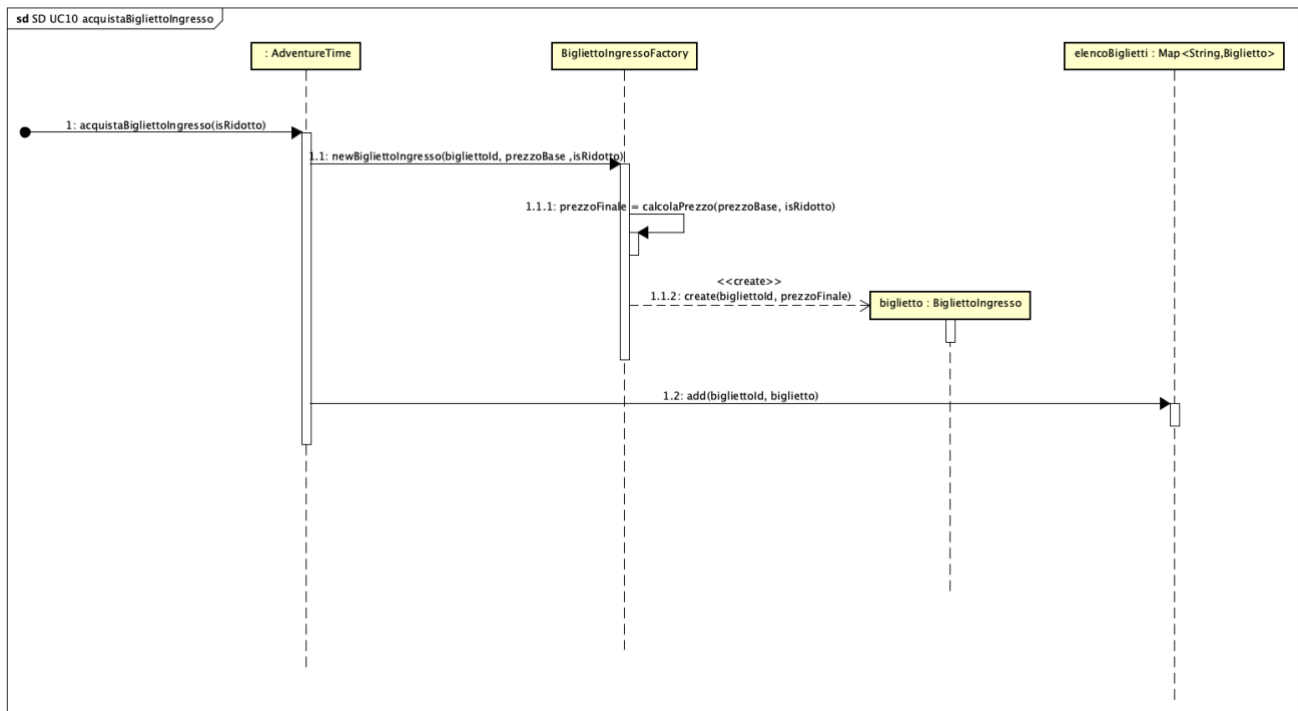 sd SD UC10 acquistaBigliettoIngresso
: AdventureTime
BigliettoIngressoFactory
elencoBiglietti : Map<String,Biglietto>
1: acquistaBigliettoIngresso(isRidotto)
1.1: newBigliettoIngresso(bigliettoId, prezzoBase ,isRidotto)
1.1.1: prezzoFinale = calcolaPrezzo(prezzoBase, isRidotto)
<<create>>
1.1.2: create(bigliettoId, prezzoFinale)
biglietto : BigliettoIngresso
1.2: add(bigliettoId, biglietto)